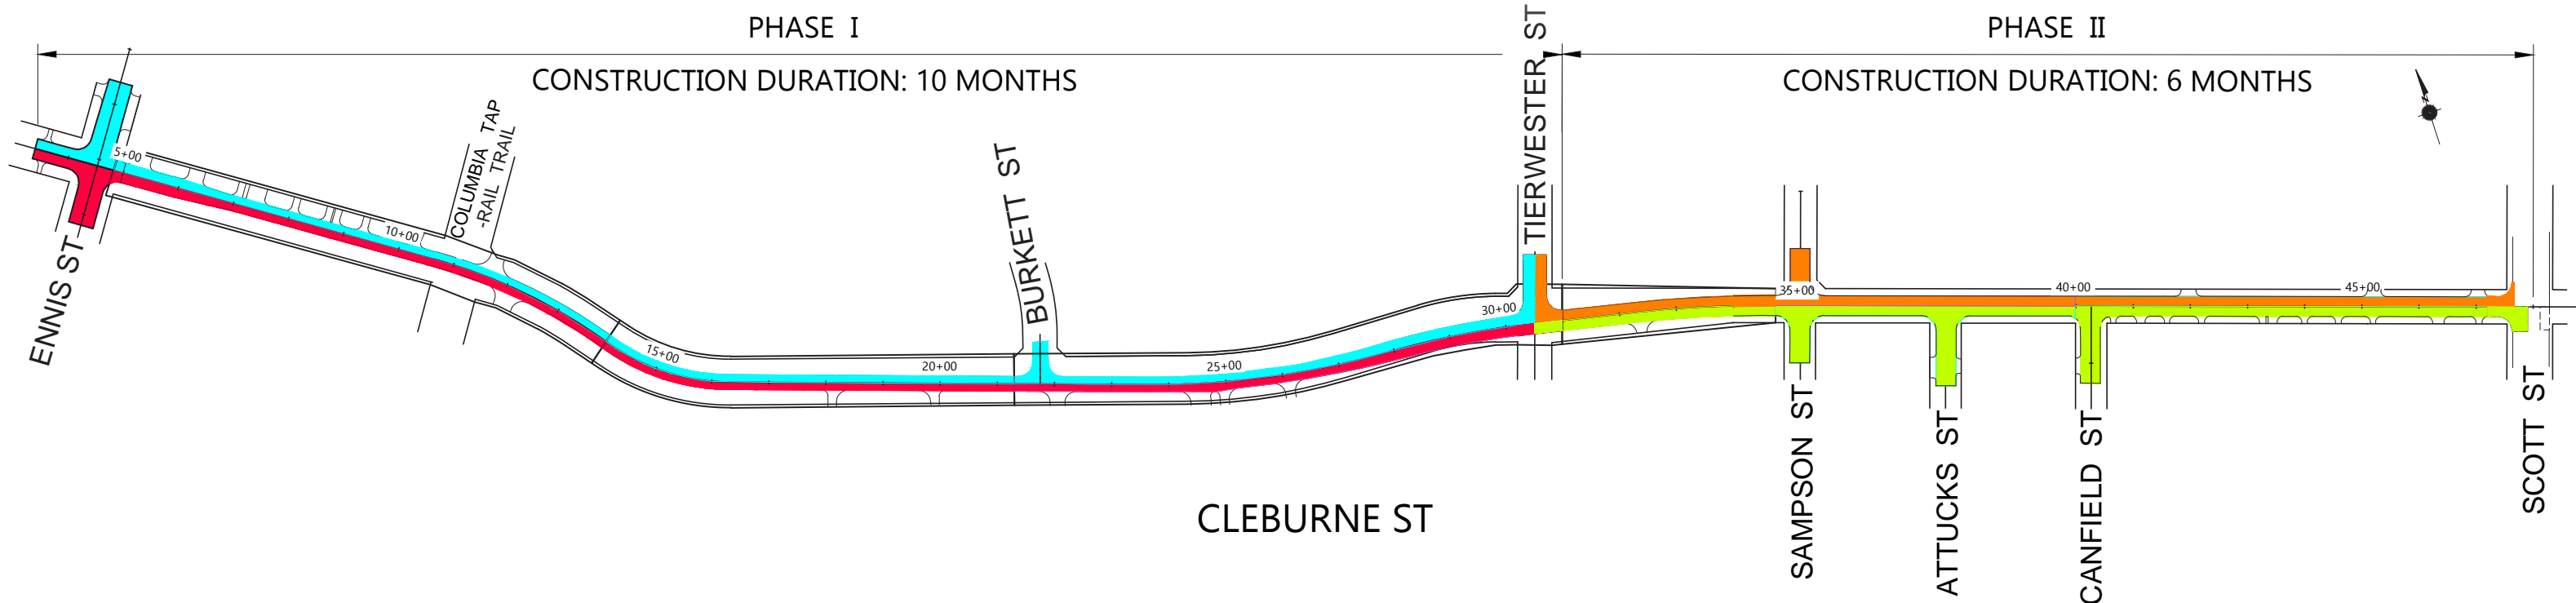 PHASE I
PHASE II
CONSTRUCTION DURATION: 10 MONTHS
CONSTRUCTION DURATION: 6 MONTHS
ENNIS ST
5+00
10+00
COLUMBIA TAP
-RAIL TRAIL
15+00
20+00
BURKETT ST
25+00
30+00
TIERWESTER ST
35+00
40+00
45+00
SAMPSON ST
ATTUCKS ST
CANFIELD ST
SCOTT ST
CLEBURNE ST
N